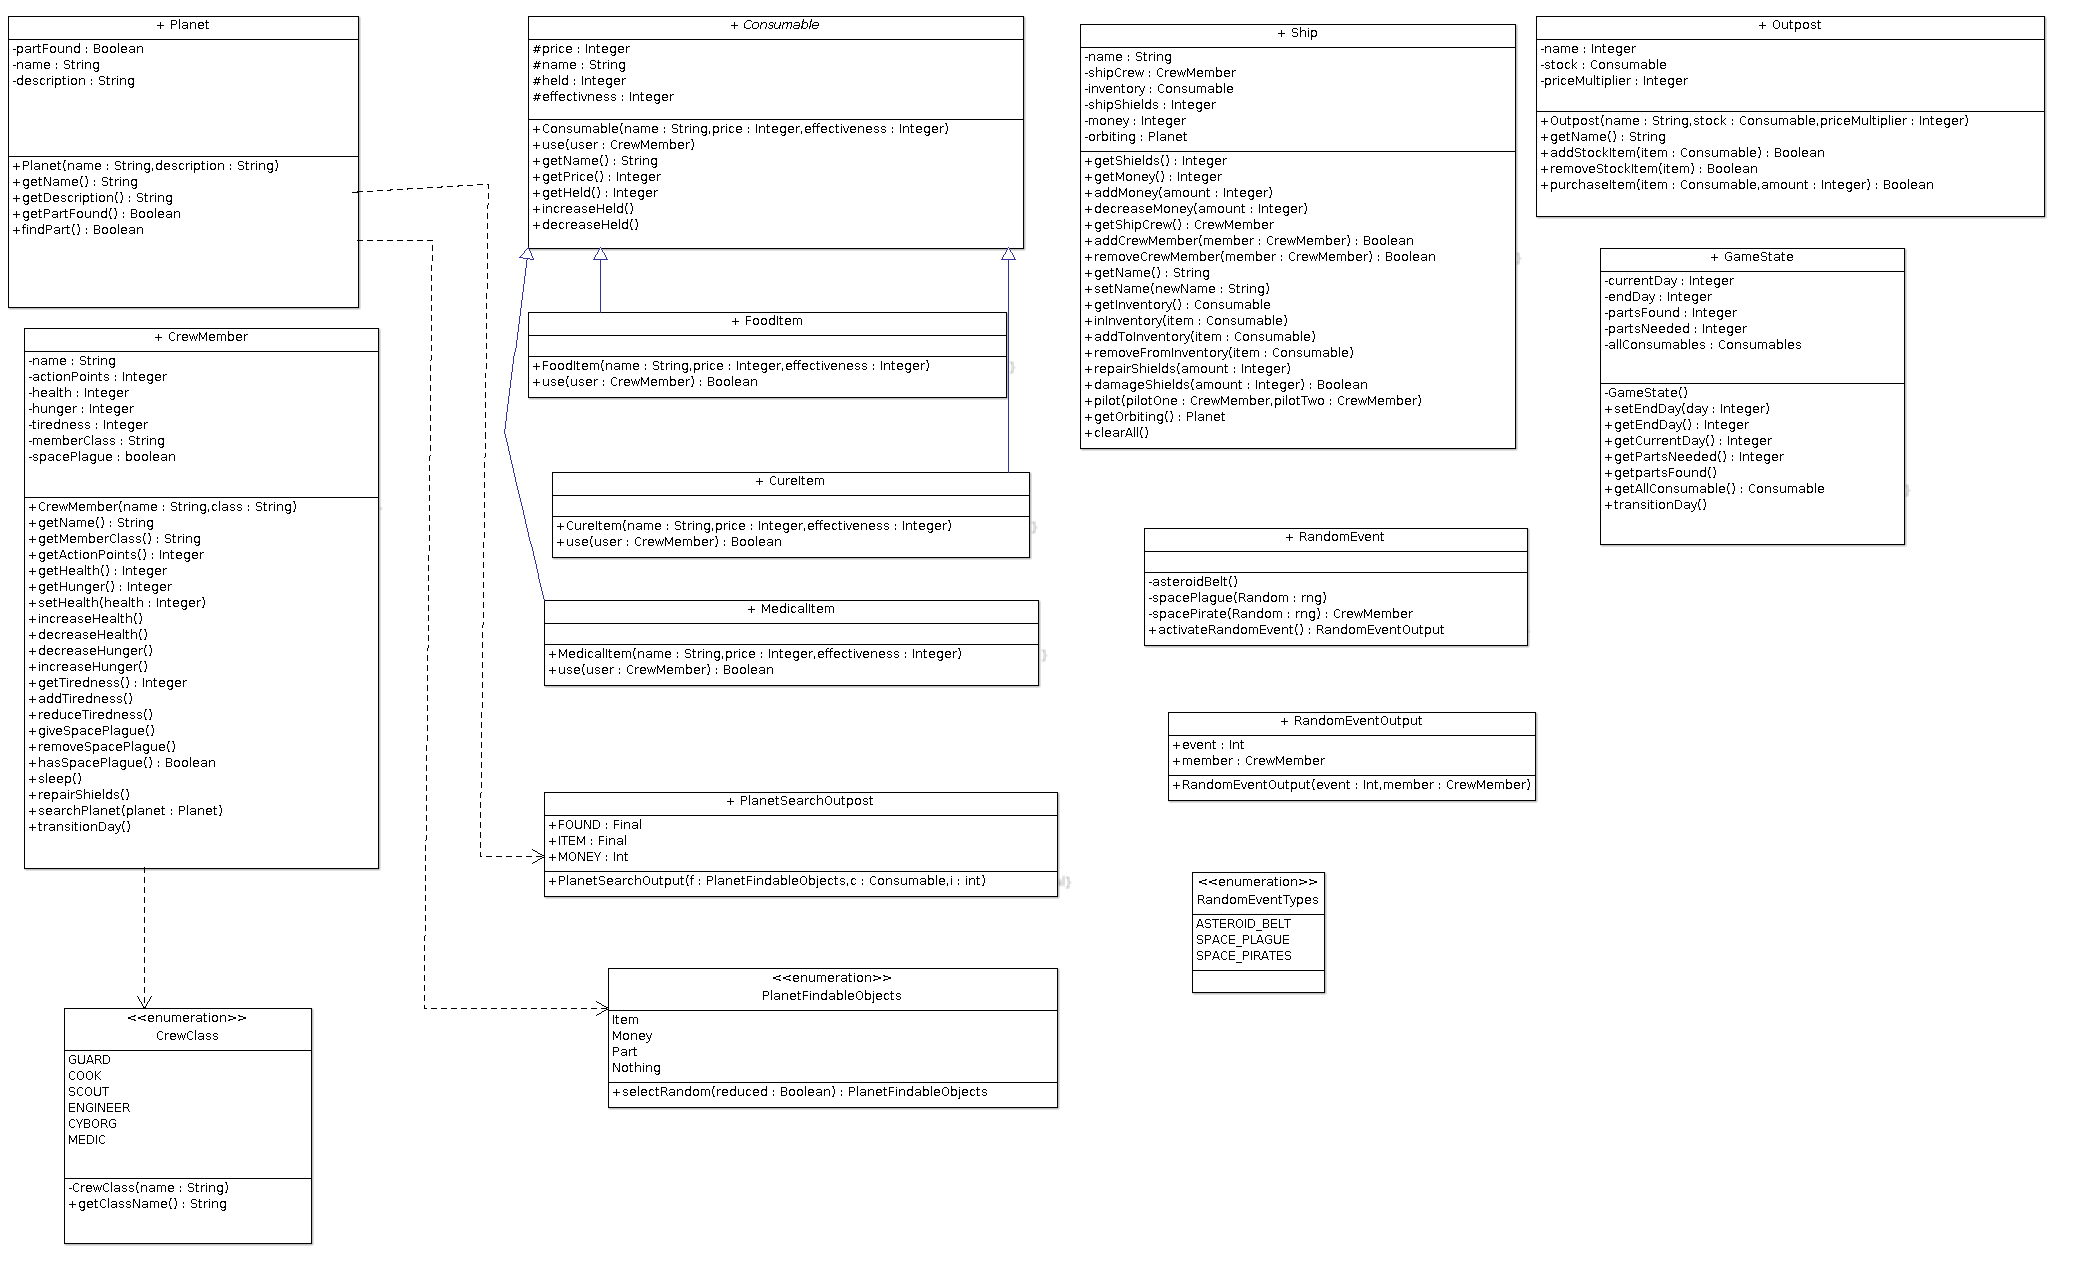 + Planet
-partFound : Boolean
-name : String
-description : String
+Planet(name : String,description : String)
+getName() : String
+getDescription() : String
+getPartFound() : Boolean
+findPart() : Boolean
+ CrewMember
-name : String
-actionPoints : Integer
-health : Integer
-hunger : Integer
-tiredness : Integer
-memberClass : String
-spacePlague : boolean
+CrewMember(name : String,class : String)
+getName() : String
+getMemberClass() : String
+getActionPoints() : Integer
+getHealth() : Integer
+getHunger() : Integer
+setHealth(health : Integer)
+increaseHealth()
+decreaseHealth()
+decreaseHunger()
+increaseHunger()
+getTiredness() : Integer
+addTiredness()
+reduceTiredness()
+giveSpacePlague()
+removeSpacePlague()
+hasSpacePlague() : Boolean
+sleep()
+repairShields()
+searchPlanet(planet : Planet)
+transitionDay()
<<enumeration>>
CrewClass
GUARD
COOK
SCOUT
ENGINEER
CYBORG
MEDIC
-CrewClass(name : String)
+getClassName() : String
+ Consumable
#price : Integer
#name : String
#held : Integer
#effectivness : Integer
+Consumable(name : String,price : Integer,effectiveness : Integer)
+use(user : CrewMember)
+getName() : String
+getPrice() : Integer
+getHeld() : Integer
+increaseHeld()
+decreaseHeld()
+ FoodItem
+FoodItem(name : String,price : Integer,effectiveness : Integer)
+use(user : CrewMember) : Boolean
+ CureItem
+CureItem(name : String,price : Integer,effectiveness : Integer)
+use(user : CrewMember) : Boolean
+ MedicalItem
+MedicalItem(name : String,price : Integer,effectiveness : Integer)
+use(user : CrewMember) : Boolean
+ PlanetSearchOutpost
+FOUND : Final
+ITEM : Final
+MONEY : Int
+PlanetSearchOutput(f : PlanetFindableObjects,c : Consumable,i : int)
<<enumeration>>
PlanetFindableObjects
Item
Money
Part
Nothing
+selectRandom(reduced : Boolean) : PlanetFindableObjects
+ Ship
-name : String
-shipCrew : CrewMember
-inventory : Consumable
-shipShields : Integer
-money : Integer
-orbiting : Planet
+getShields() : Integer
+getMoney() : Integer
+addMoney(amount : Integer)
+decreaseMoney(amount : Integer)
+getShipCrew() : CrewMember
+addCrewMember(member : CrewMember) : Boolean
+removeCrewMember(member : CrewMember) : Boolean
+getName() : String
+setName(newName : String)
+getInventory() : Consumable
+inInventory(item : Consumable)
+addToInventory(item : Consumable)
+removeFromInventory(item : Consumable)
+repairShields(amount : Integer)
+damageShields(amount : Integer) : Boolean
+pilot(pilotOne : CrewMember,pilotTwo : CrewMember)
+getOrbiting() : Planet
+clearAll()
+ RandomEvent
-asteroidBelt()
-spacePlague(Random : rng)
-spacePirate(Random : rng) : CrewMember
+activateRandomEvent() : RandomEventOutput
+ RandomEventOutput
+event : Int
+member : CrewMember
+RandomEventOutput(event : Int,member : CrewMember)
<<enumeration>>
RandomEventTypes
ASTEROID_BELT
SPACE_PLAGUE
SPACE_PIRATES
+ Outpost
-name : Integer
-stock : Consumable
-priceMultiplier : Integer
+Outpost(name : String,stock : Consumable,priceMultiplier : Integer)
+getName() : String
+addStockItem(item : Consumable) : Boolean
+removeStockItem(item) : Boolean
+purchaseItem(item : Consumable,amount : Integer) : Boolean
+ GameState
-currentDay : Integer
-endDay : Integer
-partsFound : Integer
-partsNeeded : Integer
-allConsumables : Consumables
-GameState()
+setEndDay(day : Integer)
+getEndDay() : Integer
+getCurrentDay() : Integer
+getPartsNeeded() : Integer
+getpartsFound()
+getAllConsumable() : Consumable
+transitionDay()